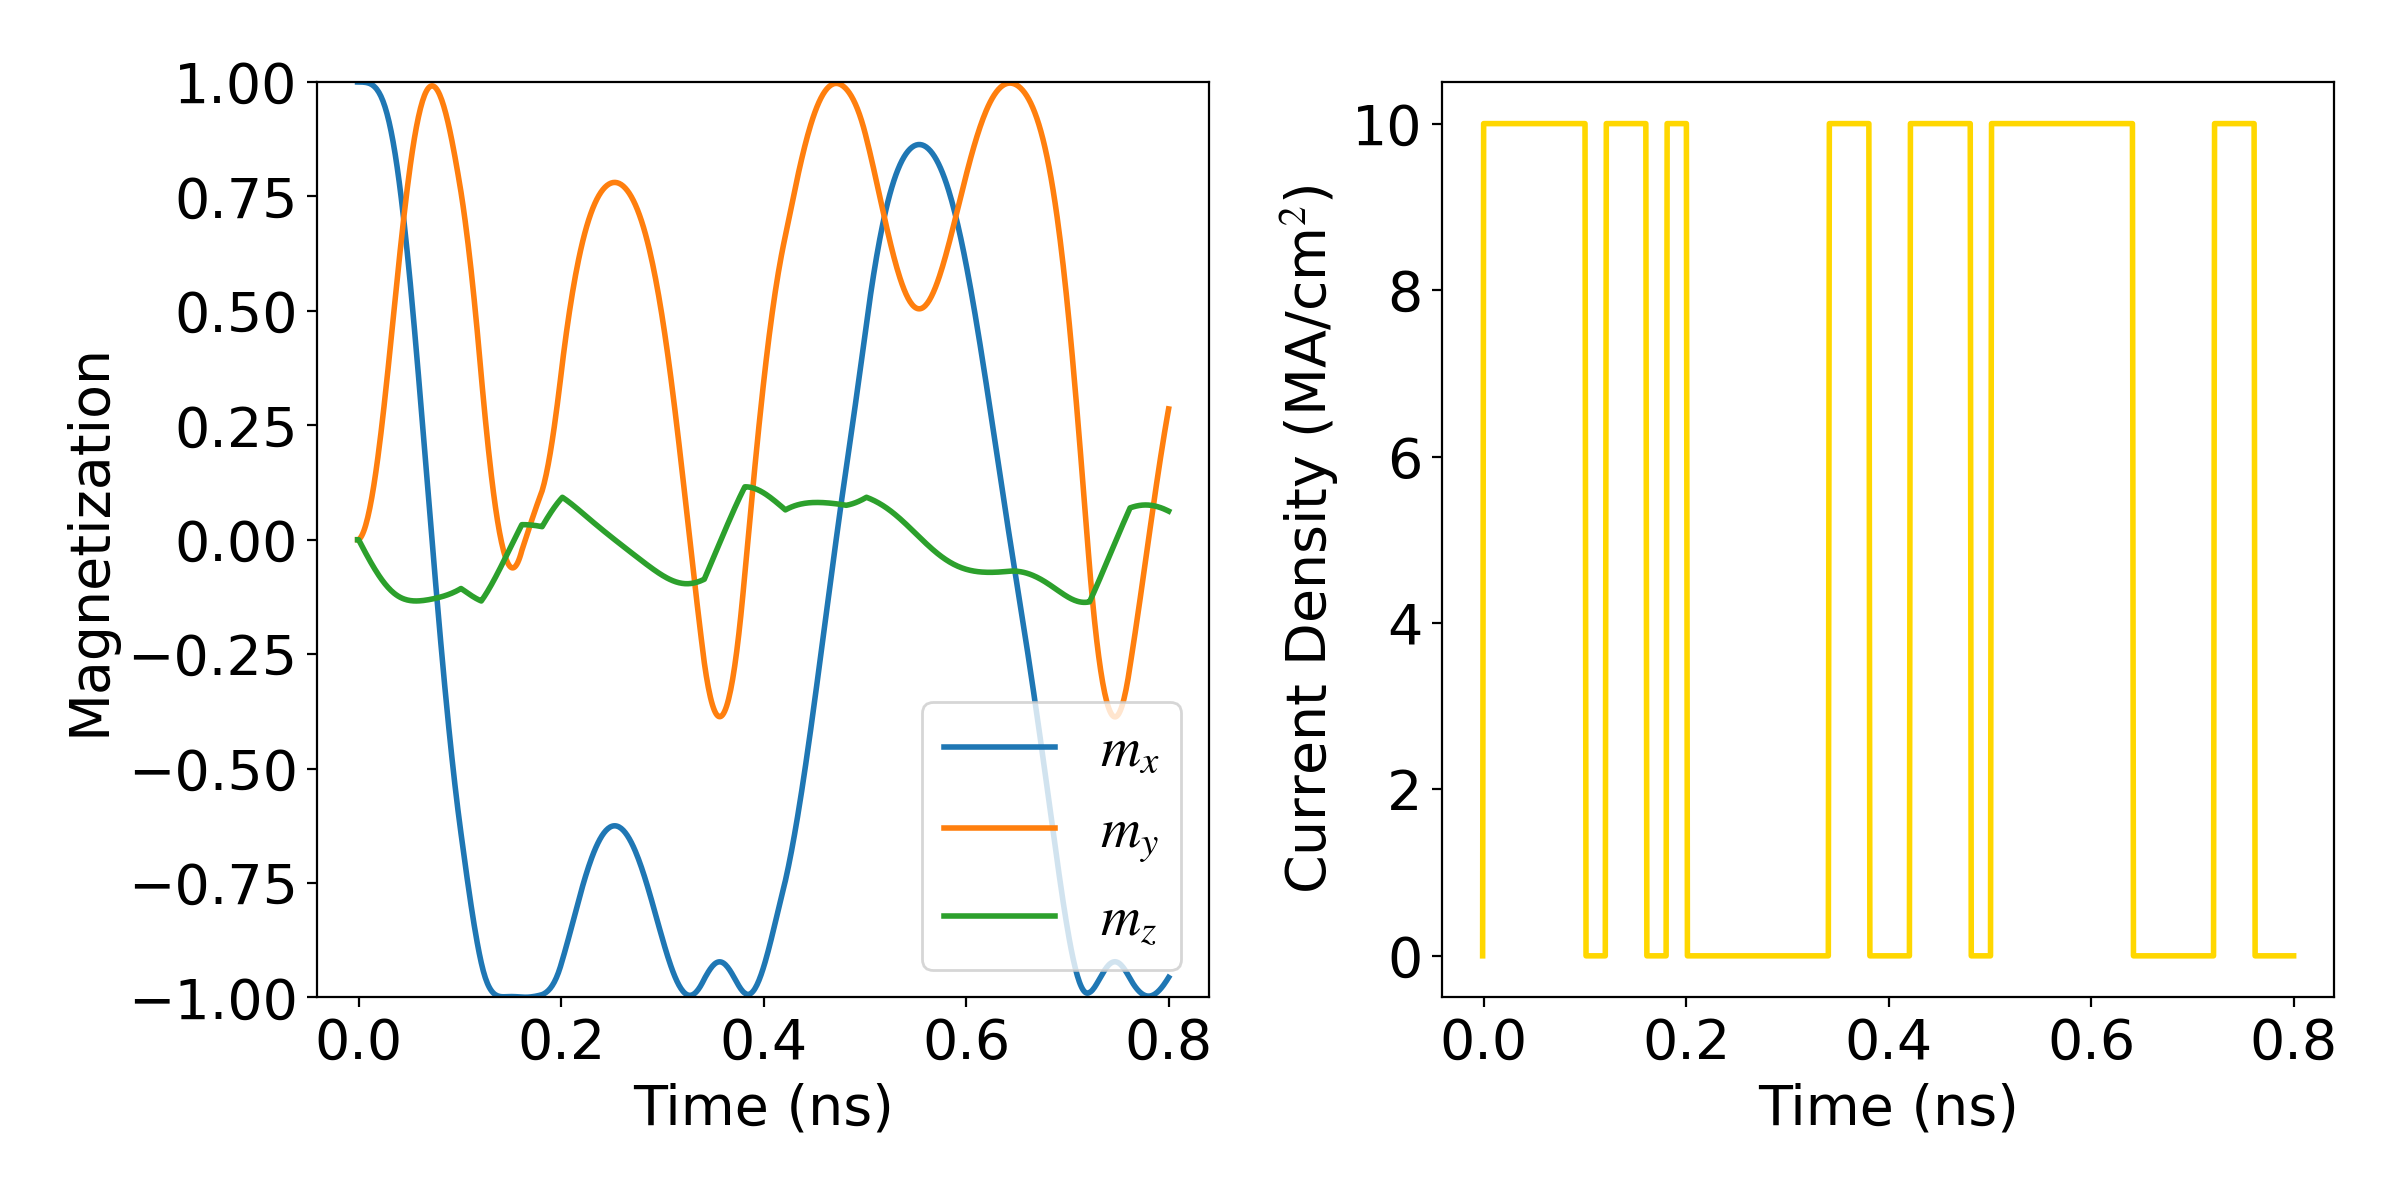 1.00
0.75
0.50
0.25
0.00
−0.25
−0.50
−0.75
−1.00
Magnetization
0.0 0.2 0.4 0.6 0.8
Time (ns)
m_x
m_y
m_z
10
8
6
4
2
0
Current Density (MA/cm²)
0.0 0.2 0.4 0.6 0.8
Time (ns)